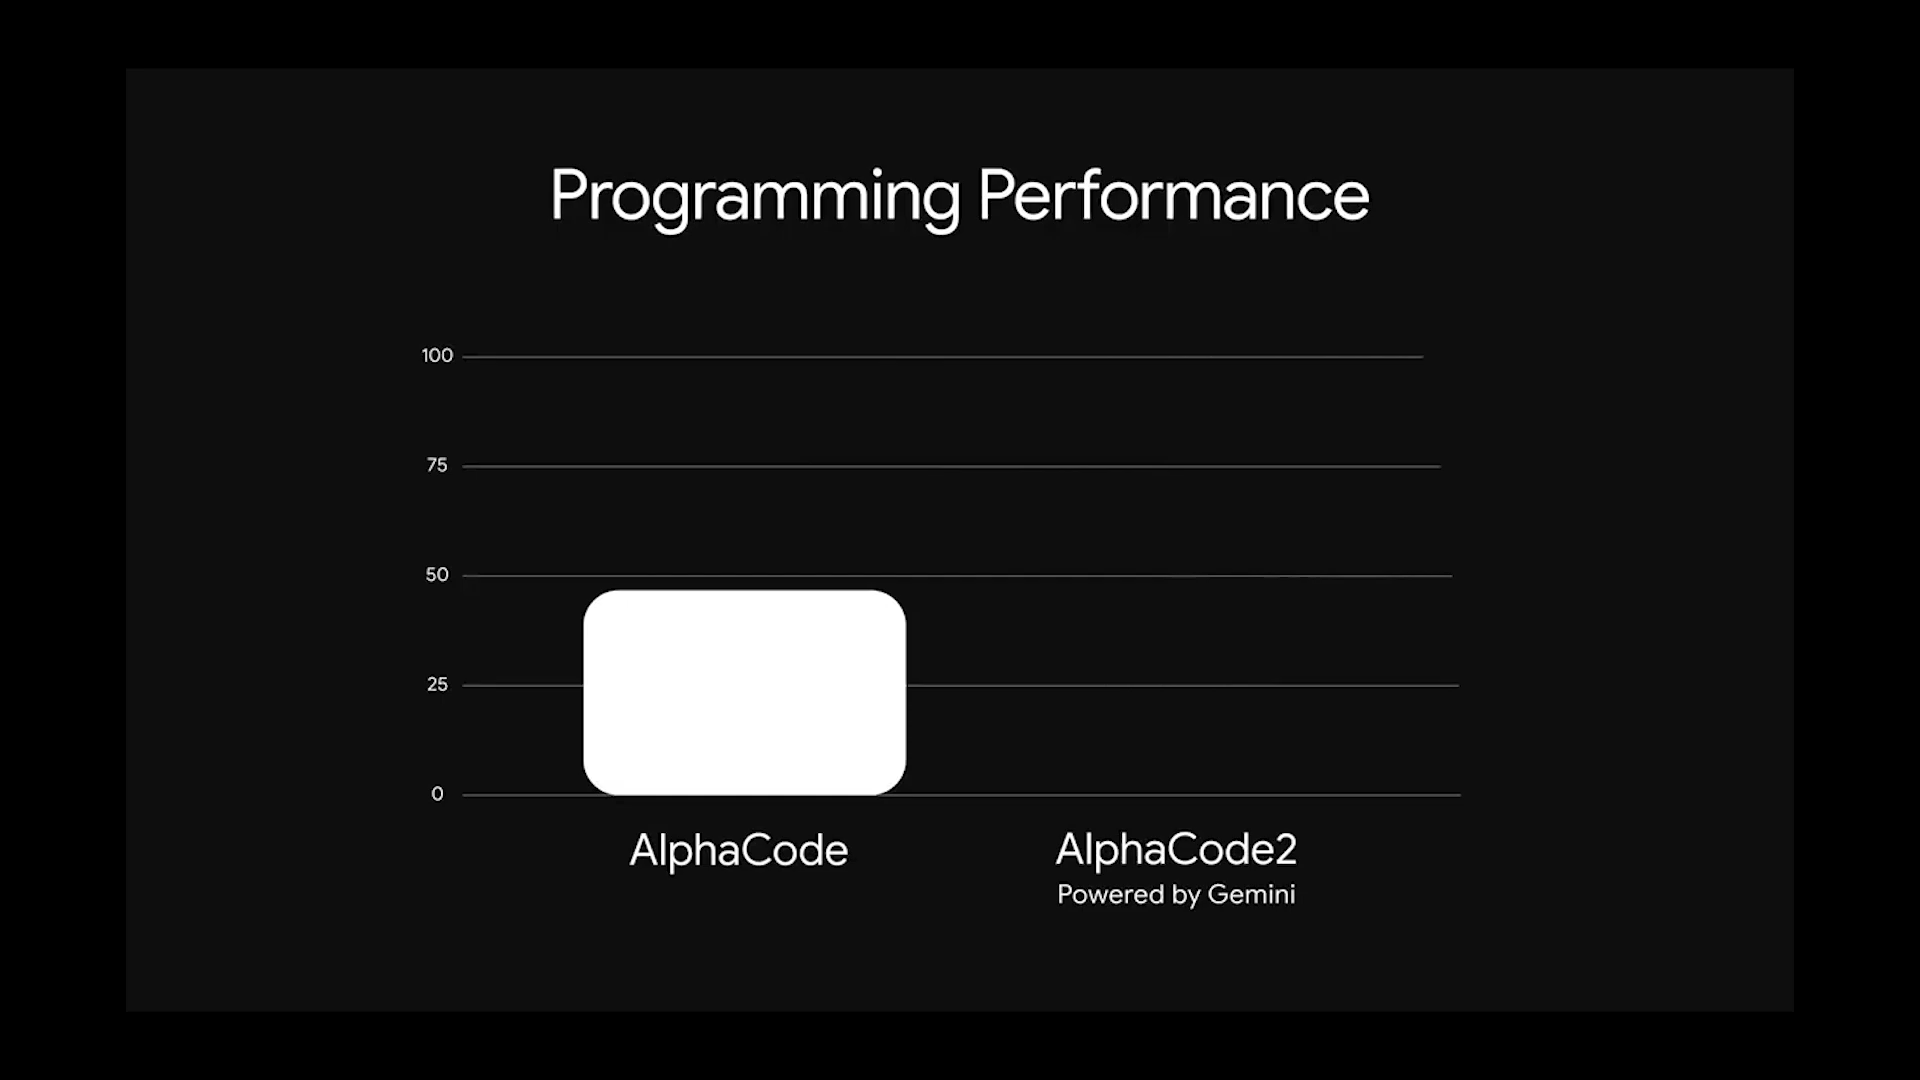 Programming Performance
100
75
50
25
0
AlphaCode
AlphaCode2
Powered by Gemini